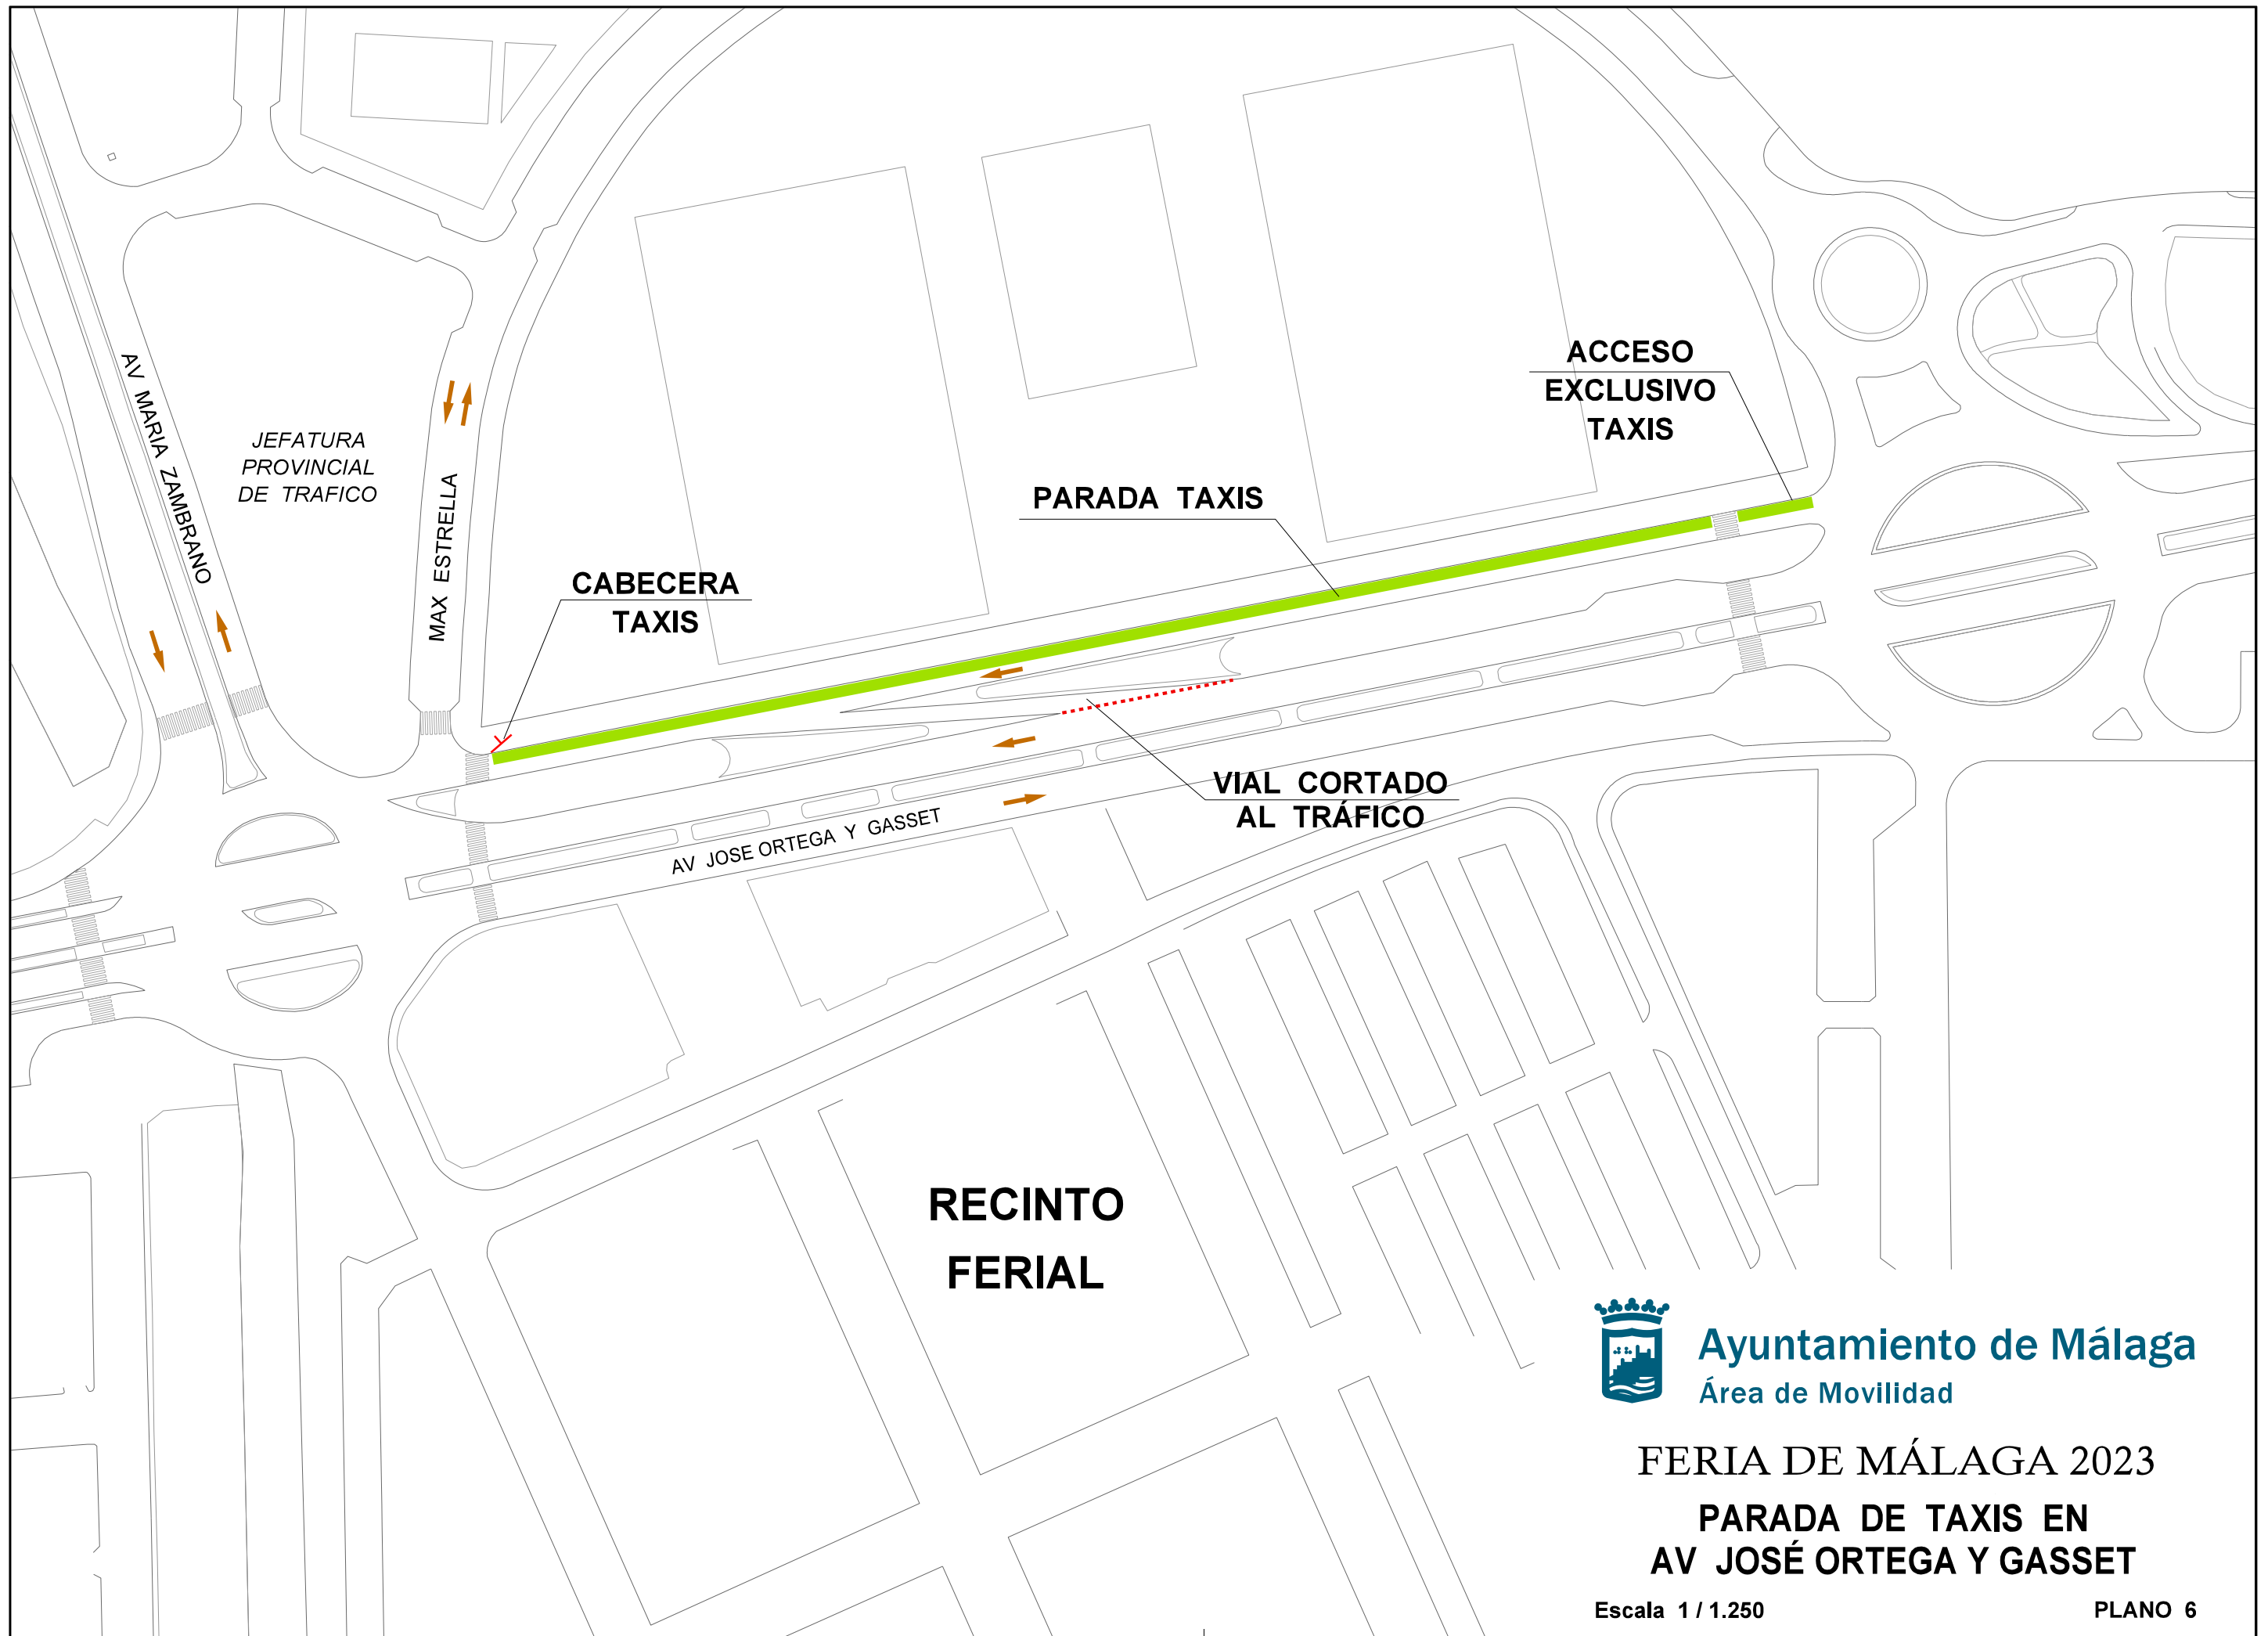 ACCESO
EXCLUSIVO
TAXIS
AV MARIA ZAMBRANO
JEFATURA
PROVINCIAL
DE TRAFICO
MAX ESTRELLA
PARADA TAXIS
CABECERA
TAXIS
VIAL CORTADO
AL TRÁFICO
AV JOSE ORTEGA Y GASSET
RECINTO
FERIAL
Ayuntamiento de Málaga
Área de Movilidad
FERIA DE MÁLAGA 2023
PARADA DE TAXIS EN
AV JOSÉ ORTEGA Y GASSET
Escala 1 / 1.250
PLANO 6